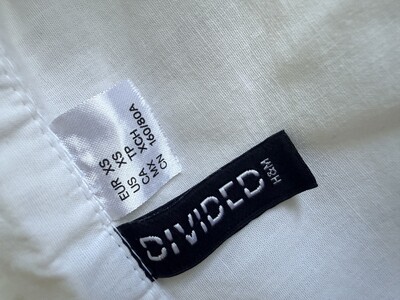 EUR XS
US XS
CA TP
MX XCH
CN 160/80A
DIVIDED
H&M